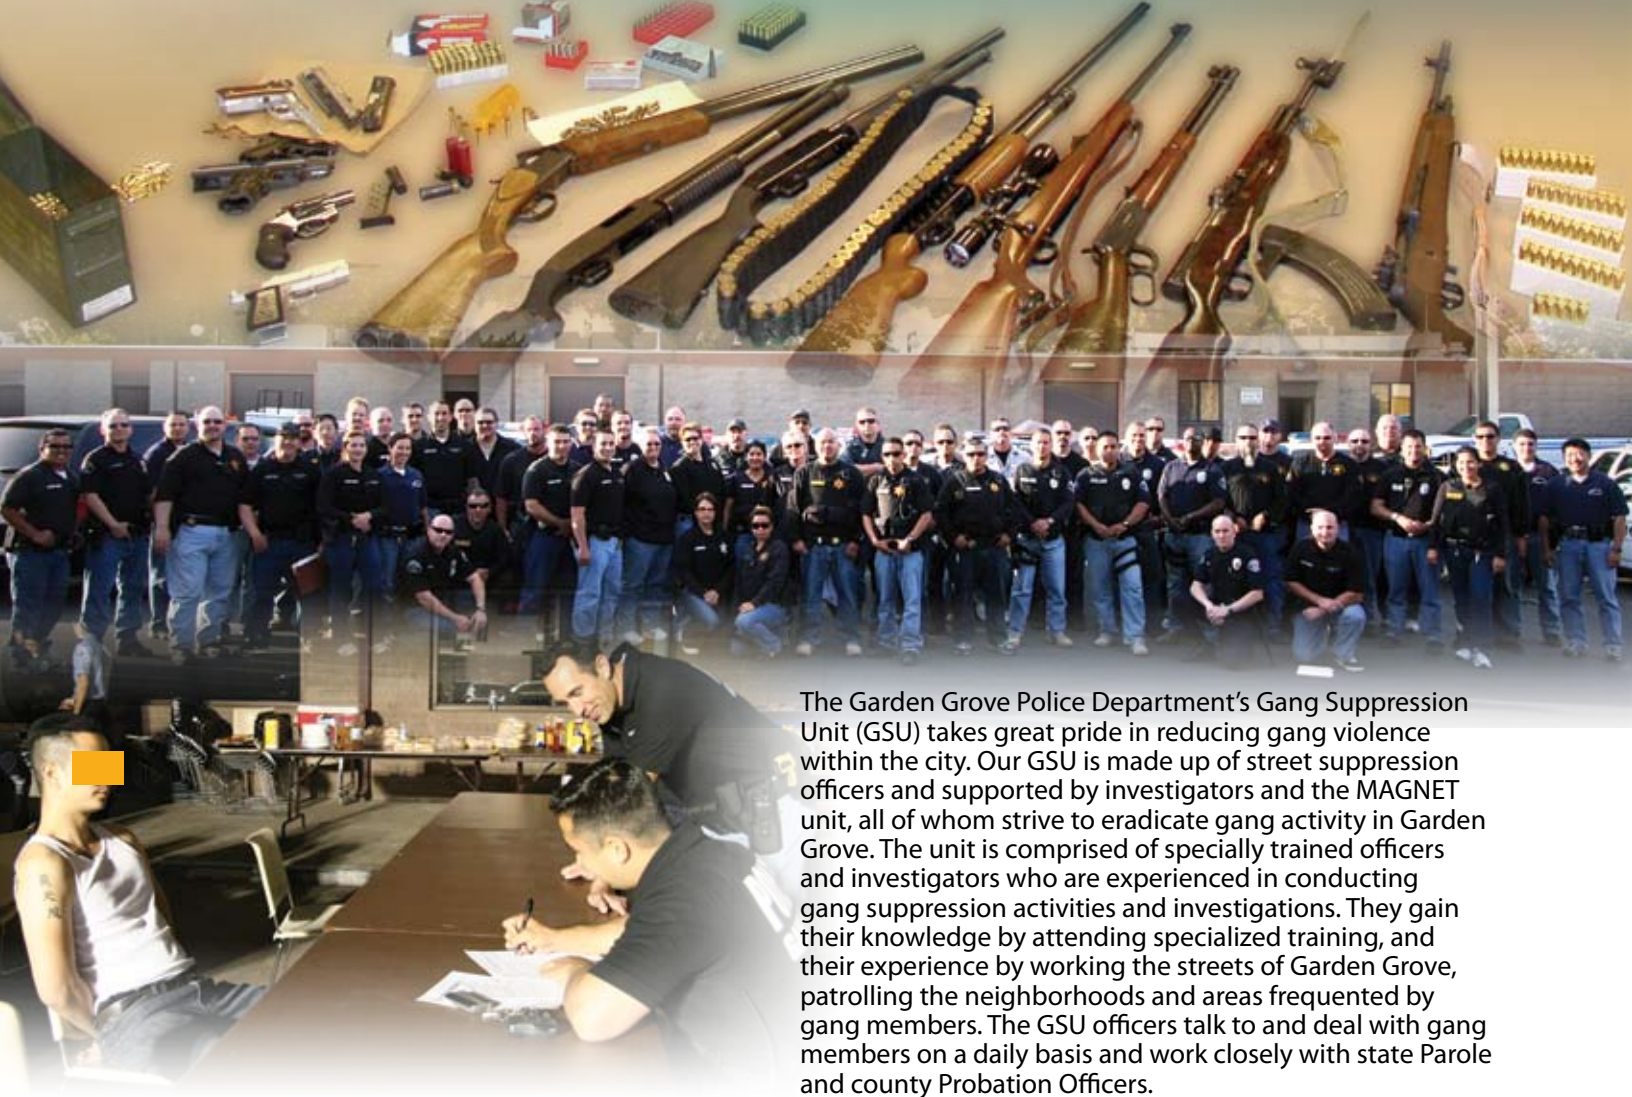 The Garden Grove Police Department’s Gang Suppression
Unit (GSU) takes great pride in reducing gang violence
within the city. Our GSU is made up of street suppression
officers and supported by investigators and the MAGNET
unit, all of whom strive to eradicate gang activity in Garden
Grove. The unit is comprised of specially trained officers
and investigators who are experienced in conducting
gang suppression activities and investigations. They gain
their knowledge by attending specialized training, and
their experience by working the streets of Garden Grove,
patrolling the neighborhoods and areas frequented by
gang members. The GSU officers talk to and deal with gang
members on a daily basis and work closely with state Parole
and county Probation Officers.